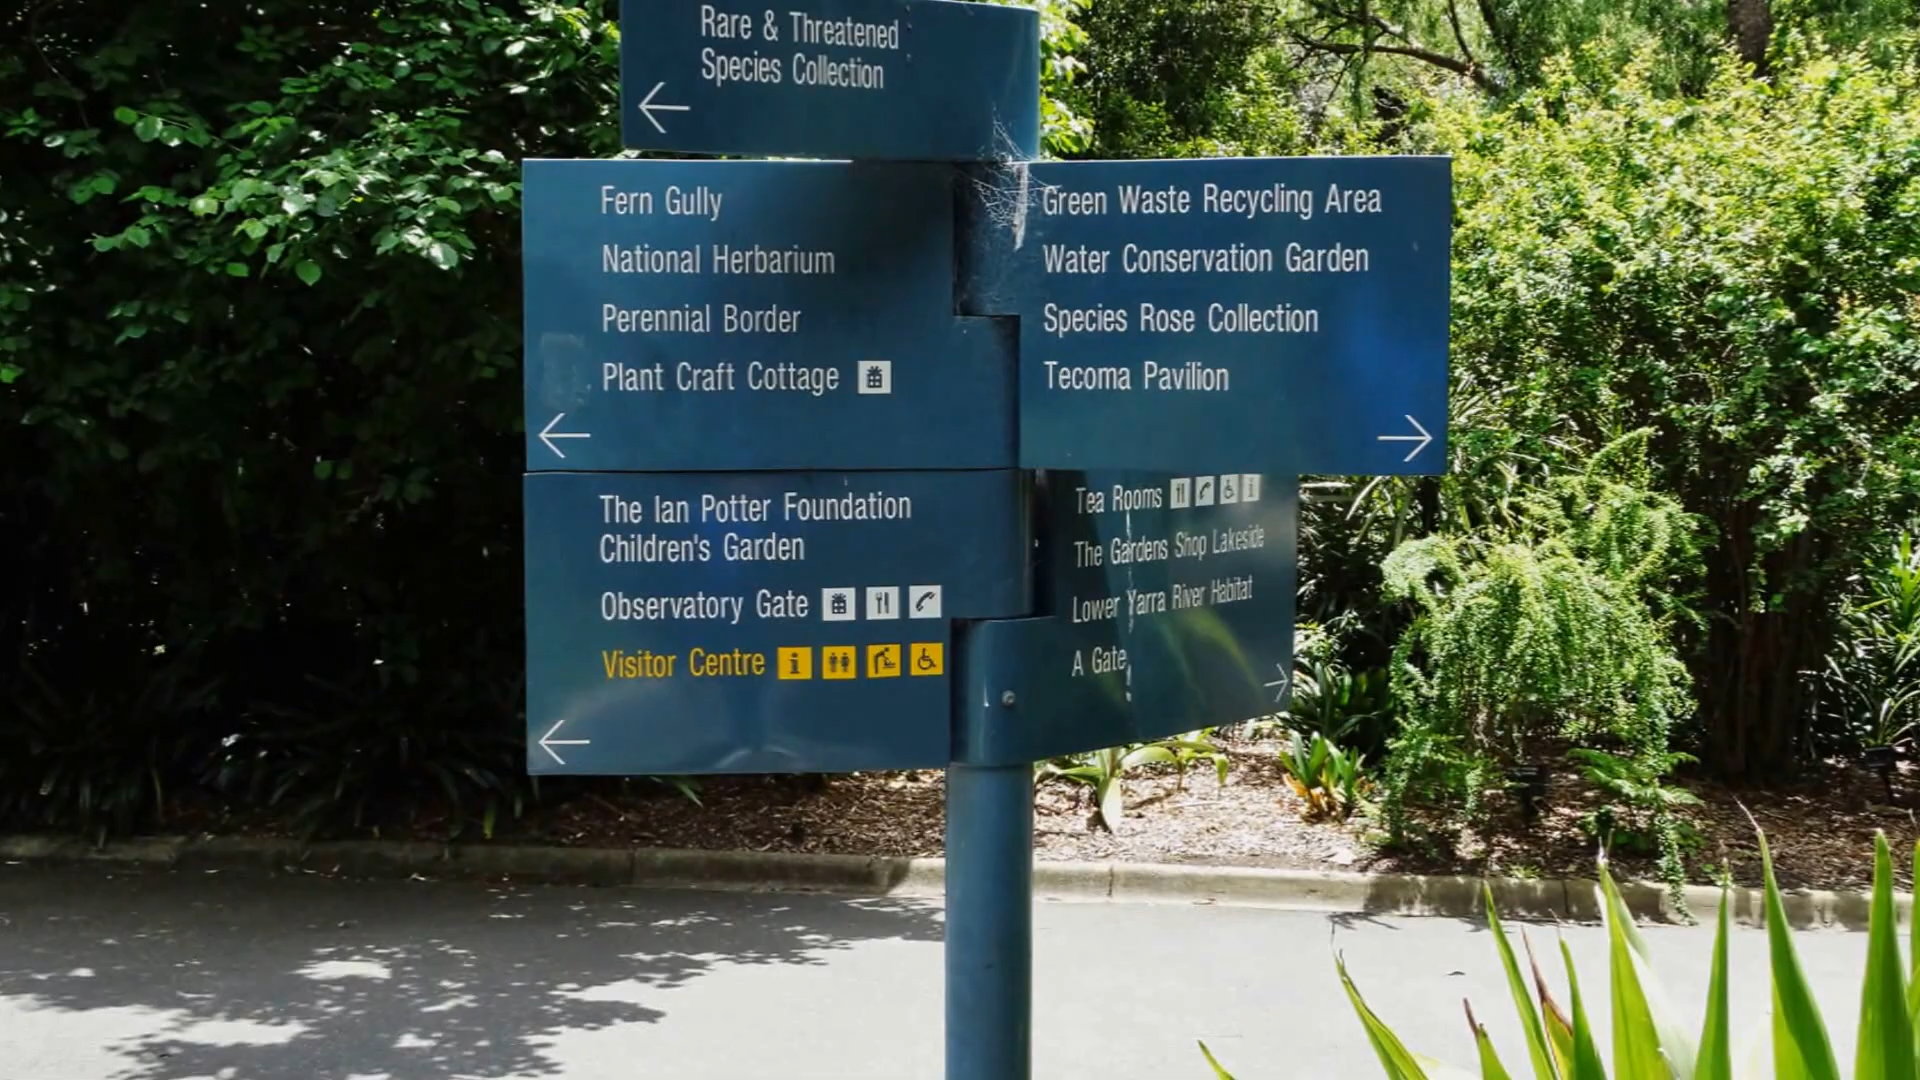 Rare & Threatened
Species Collection
Fern Gully
National Herbarium
Perennial Border
Plant Craft Cottage
Green Waste Recycling Area
Water Conservation Garden
Species Rose Collection
Tecoma Pavilion
The Ian Potter Foundation
Children's Garden
Observatory Gate
Visitor Centre
Tea Rooms
The Gardens Shop Lakeside
Lower Yarra River Habitat
A Gate